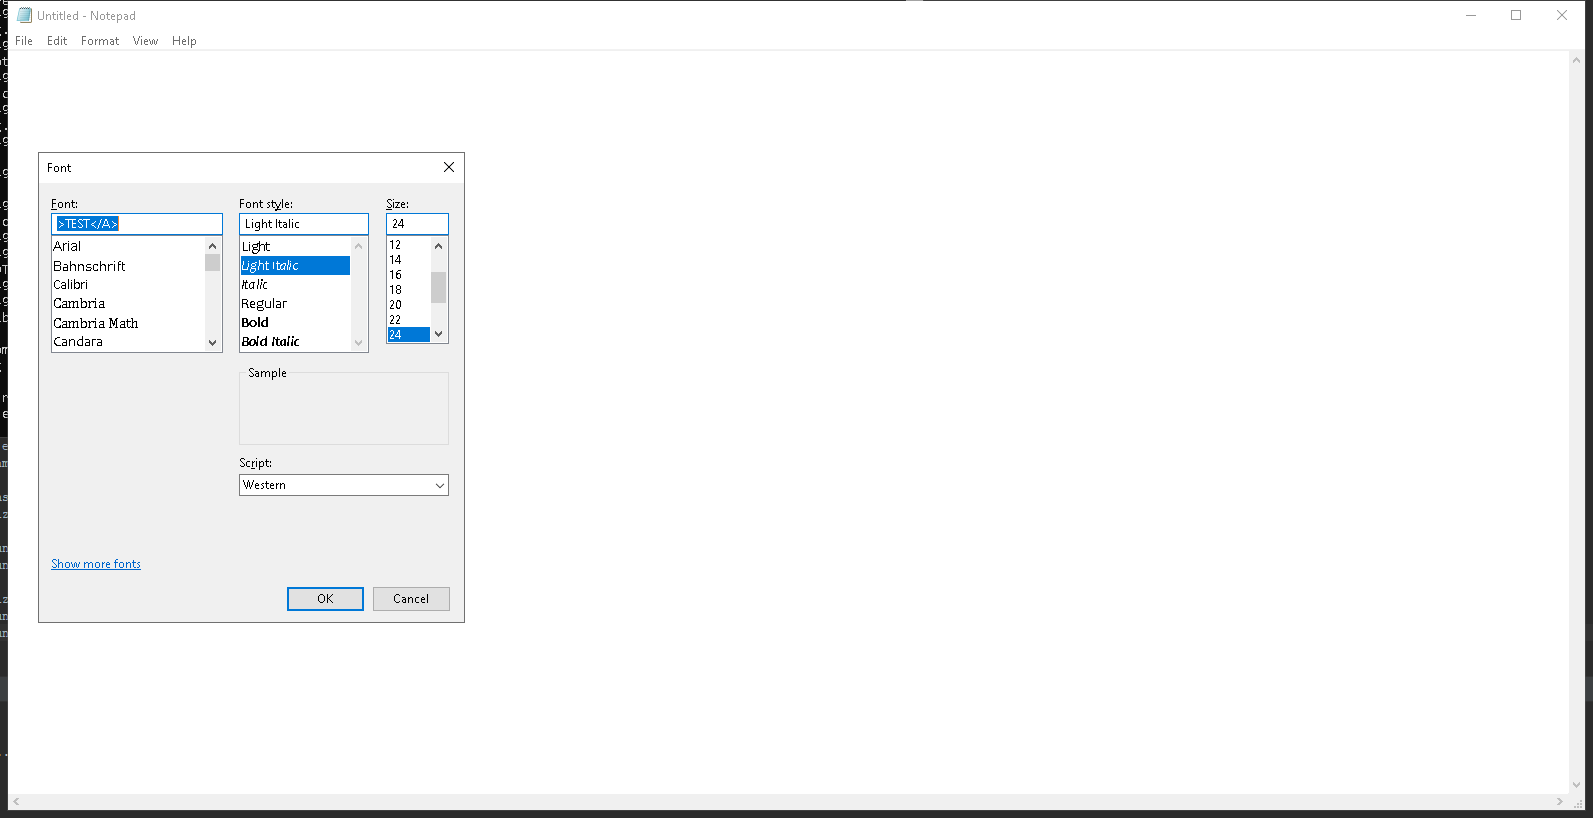 Untitled - Notepad
File Edit Format View Help
Font
Font: Font style: Size:
>TEST</A> Light Italic 24
Arial
Bahnschrift
Calibri
Cambria
Cambria Math
Candara
Light
Light Italic
Italic
Regular
Bold
Bold Italic
12
14
16
18
20
22
24
Sample
Script:
Western
Show more fonts
OK Cancel